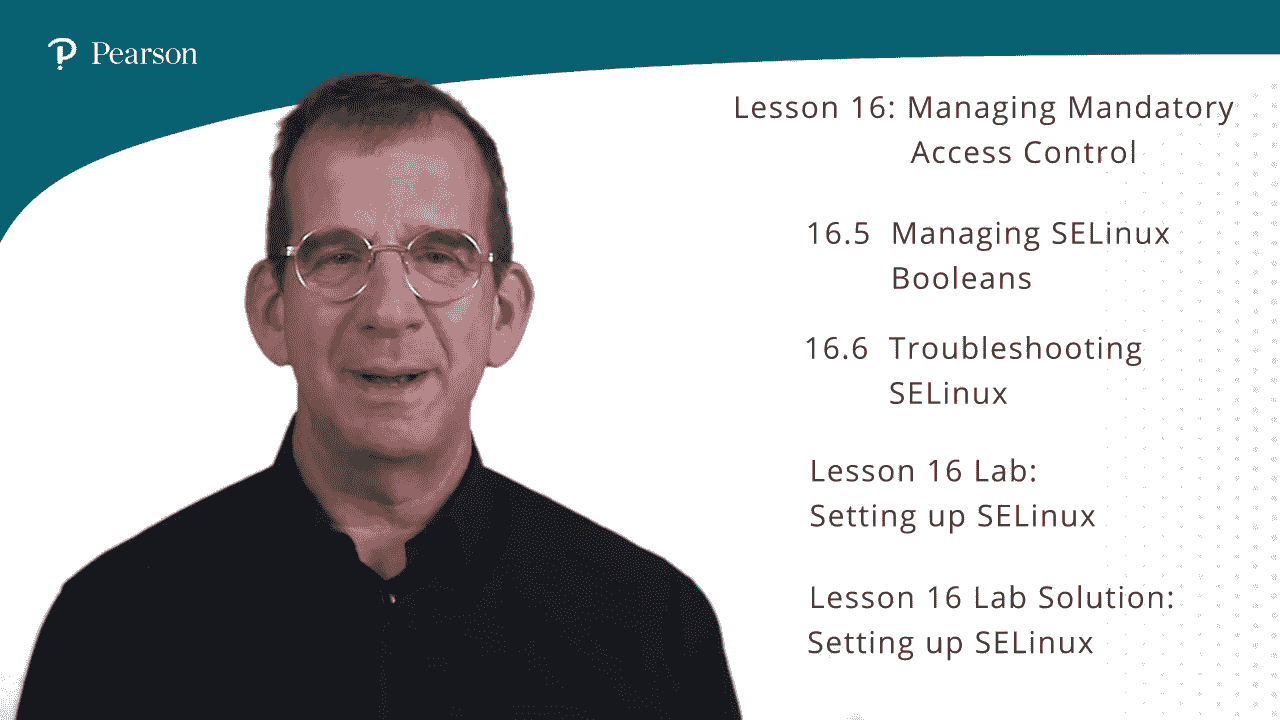 Pearson
Lesson 16: Managing Mandatory
Access Control
16.5 Managing SELinux
Booleans
16.6 Troubleshooting
SELinux
Lesson 16 Lab:
Setting up SELinux
Lesson 16 Lab Solution:
Setting up SELinux